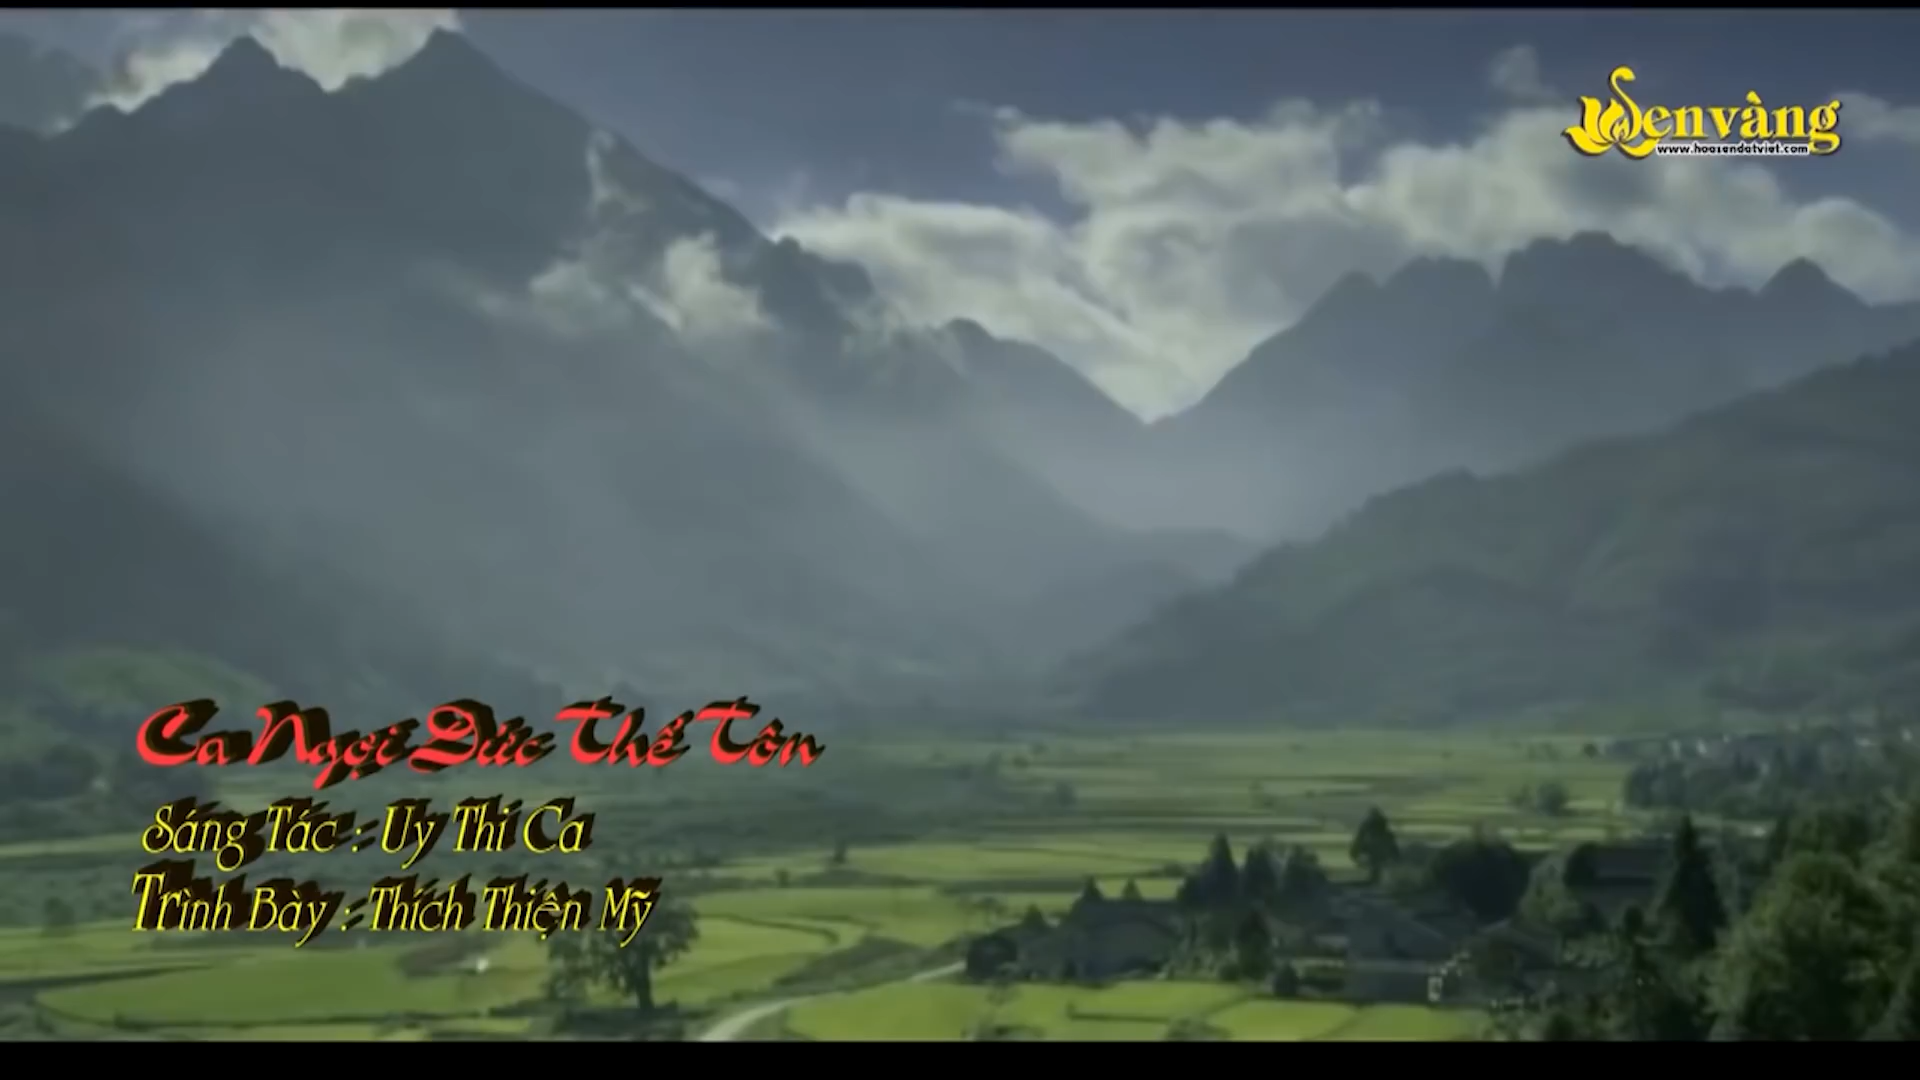 Senvàng
www.hoasendatviet.com
Ca Ngợi Đức Thế Tôn
Sáng Tác : Uy Thi Ca
Trình Bày : Thích Thiện Mỹ